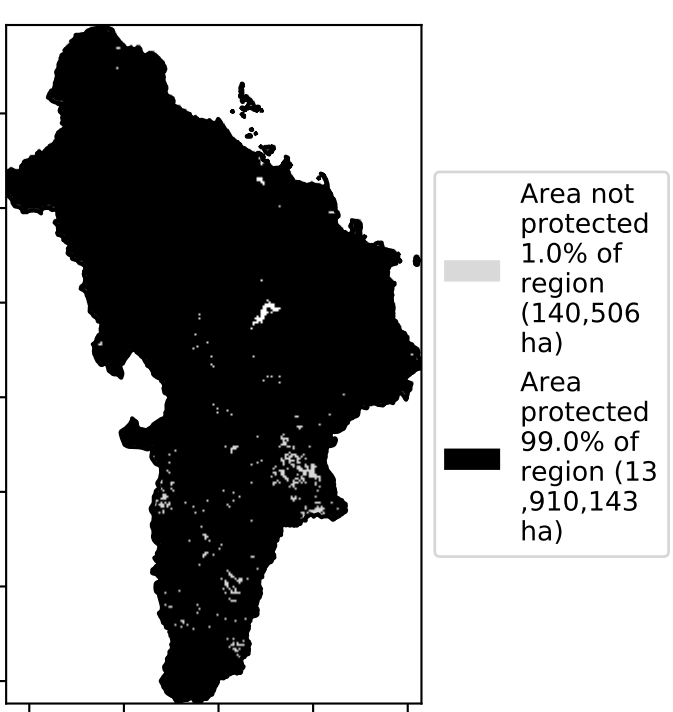 Area not
protected
1.0% of
region
(140,506
ha)
Area
protected
99.0% of
region (13
,910,143
ha)